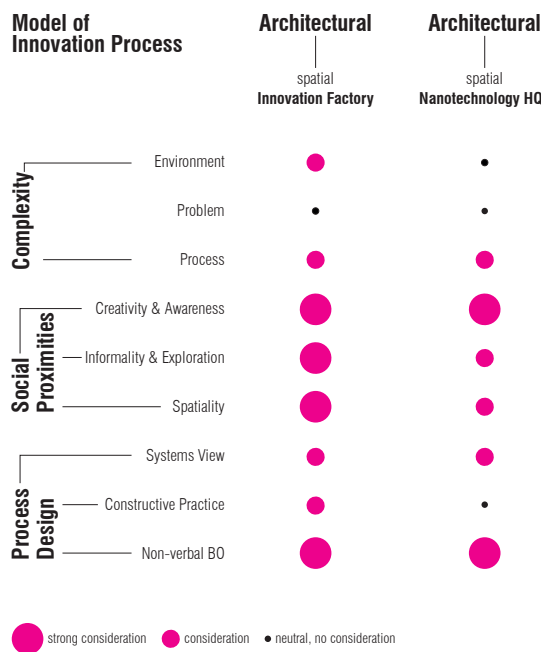 Model of
Innovation Process
Architectural
Architectural
spatial
spatial
Innovation Factory
Nanotechnology HQ
Complexity
Environment
Problem
Process
Social
Proximities
Creativity & Awareness
Informality & Exploration
Spatiality
Process
Design
Systems View
Constructive Practice
Non-verbal BO
strong consideration
consideration
neutral, no consideration